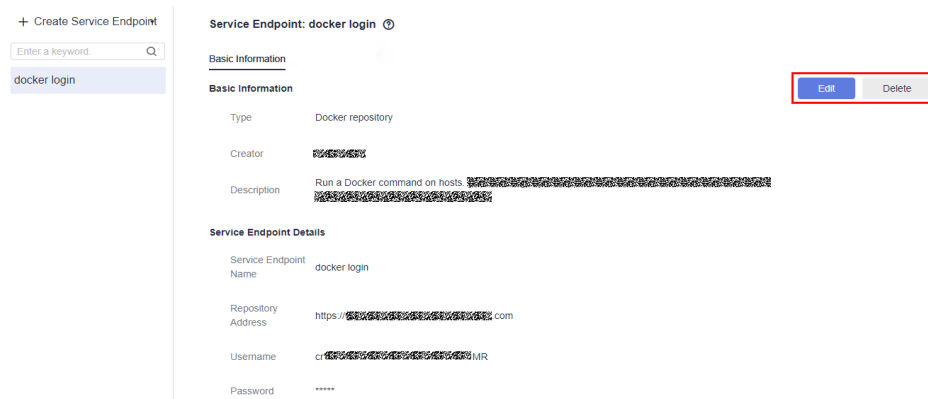 + Create Service Endpoint
Enter a keyword.
docker login
Service Endpoint: docker login ?
Basic Information
Basic Information
Edit Delete
Type Docker repository
Creator
Description Run a Docker command on hosts.
Service Endpoint Details
Service Endpoint
Name
docker login
Repository
Address
https:// .com
Username cr MR
Password *****